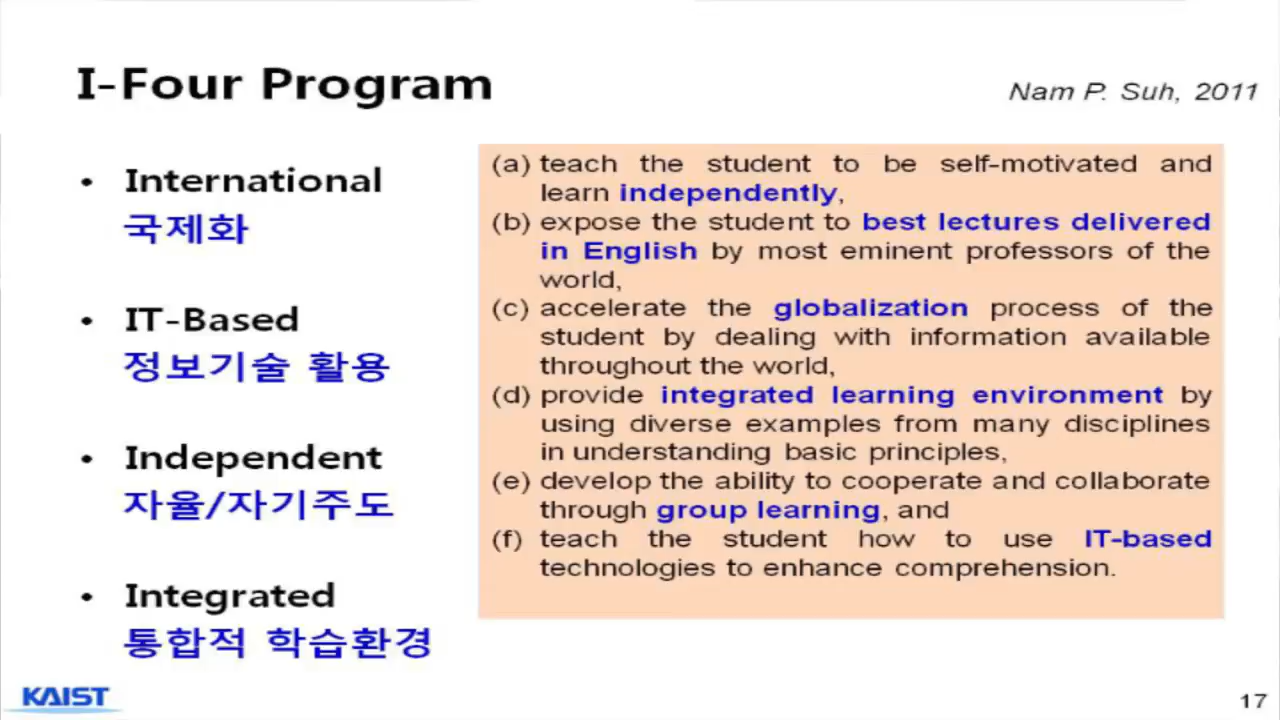 I-Four Program
Nam P. Suh, 2011
• International
국제화
• IT-Based
정보기술 활용
• Independent
자율/자기주도
• Integrated
통합적 학습환경
(a) teach the student to be self-motivated and
learn independently,
(b) expose the student to best lectures delivered
in English by most eminent professors of the
world,
(c) accelerate the globalization process of the
student by dealing with information available
throughout the world,
(d) provide integrated learning environment by
using diverse examples from many disciplines
in understanding basic principles,
(e) develop the ability to cooperate and collaborate
through group learning, and
(f) teach the student how to use IT-based
technologies to enhance comprehension.
KAIST
17